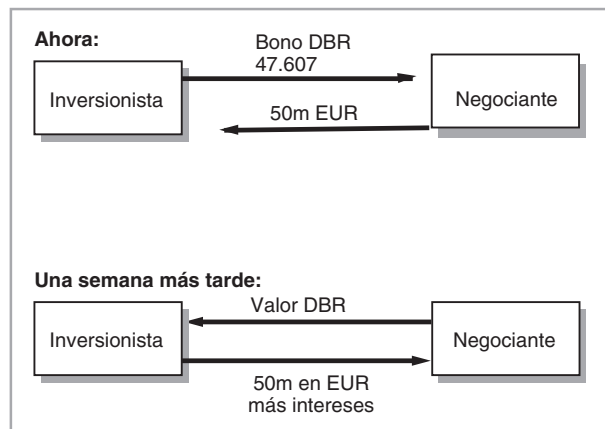 Ahora:
Bono DBR
47.607
Inversionista
Negociante
50m EUR
Una semana más tarde:
Valor DBR
Inversionista
Negociante
50m en EUR
más intereses